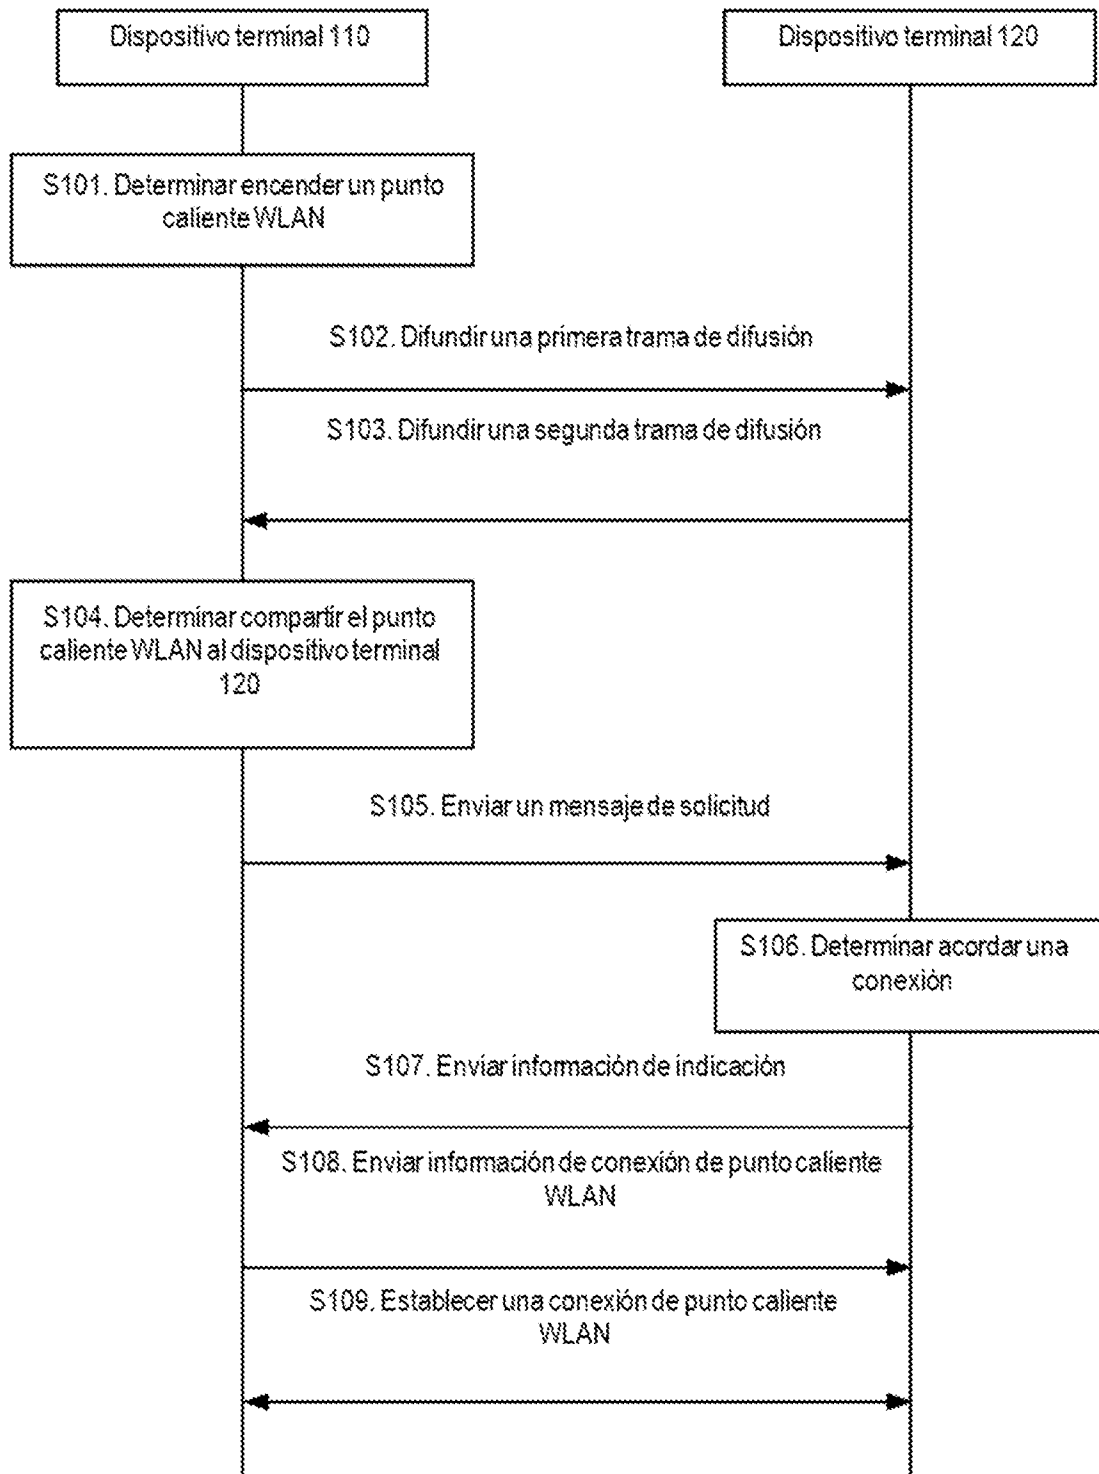 Dispositivo terminal 110
Dispositivo terminal 120
S101. Determinar encender un punto
caliente WLAN
S102. Difundir una primera trama de difusión
S103. Difundir una segunda trama de difusión
S104. Determinar compartir el punto
caliente WLAN al dispositivo terminal
120
S105. Enviar un mensaje de solicitud
S106. Determinar acordar una
conexión
S107. Enviar información de indicación
S108. Enviar información de conexión de punto caliente
WLAN
S109. Establecer una conexión de punto caliente
WLAN